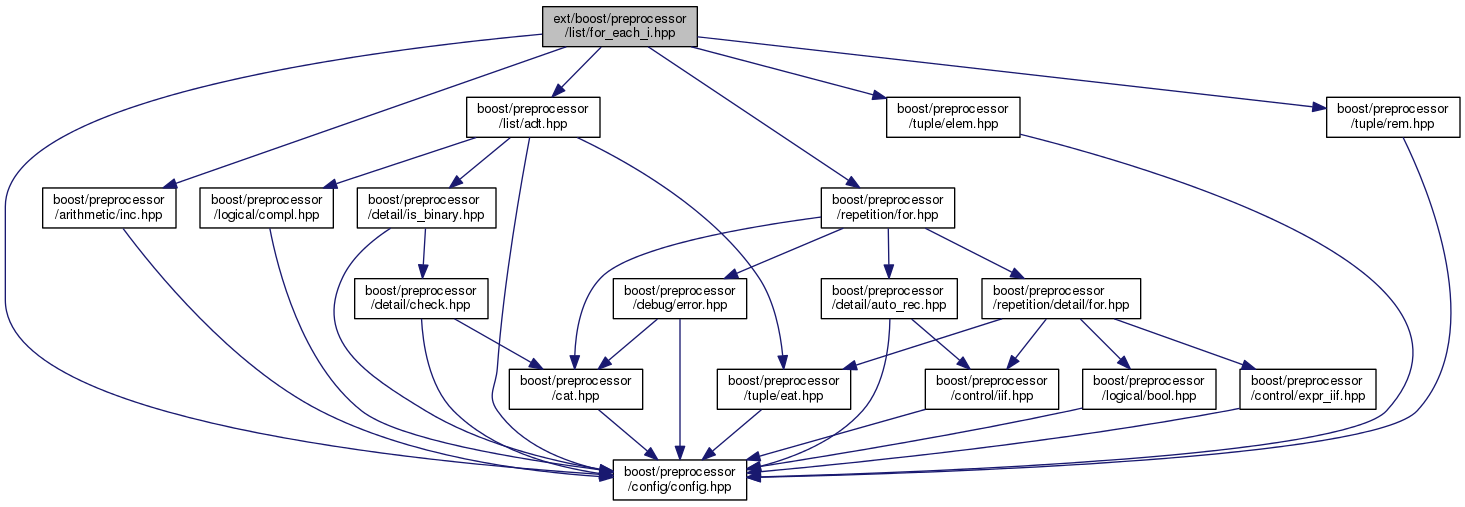 ext/boost/preprocessor
/list/for_each_i.hpp
boost/preprocessor
/list/adt.hpp
boost/preprocessor
/tuple/elem.hpp
boost/preprocessor
/tuple/rem.hpp
boost/preprocessor
/arithmetic/inc.hpp
boost/preprocessor
/logical/compl.hpp
boost/preprocessor
/detail/is_binary.hpp
boost/preprocessor
/repetition/for.hpp
boost/preprocessor
/detail/check.hpp
boost/preprocessor
/debug/error.hpp
boost/preprocessor
/detail/auto_rec.hpp
boost/preprocessor
/repetition/detail/for.hpp
boost/preprocessor
/cat.hpp
boost/preprocessor
/tuple/eat.hpp
boost/preprocessor
/control/iif.hpp
boost/preprocessor
/logical/bool.hpp
boost/preprocessor
/control/expr_iif.hpp
boost/preprocessor
/config/config.hpp